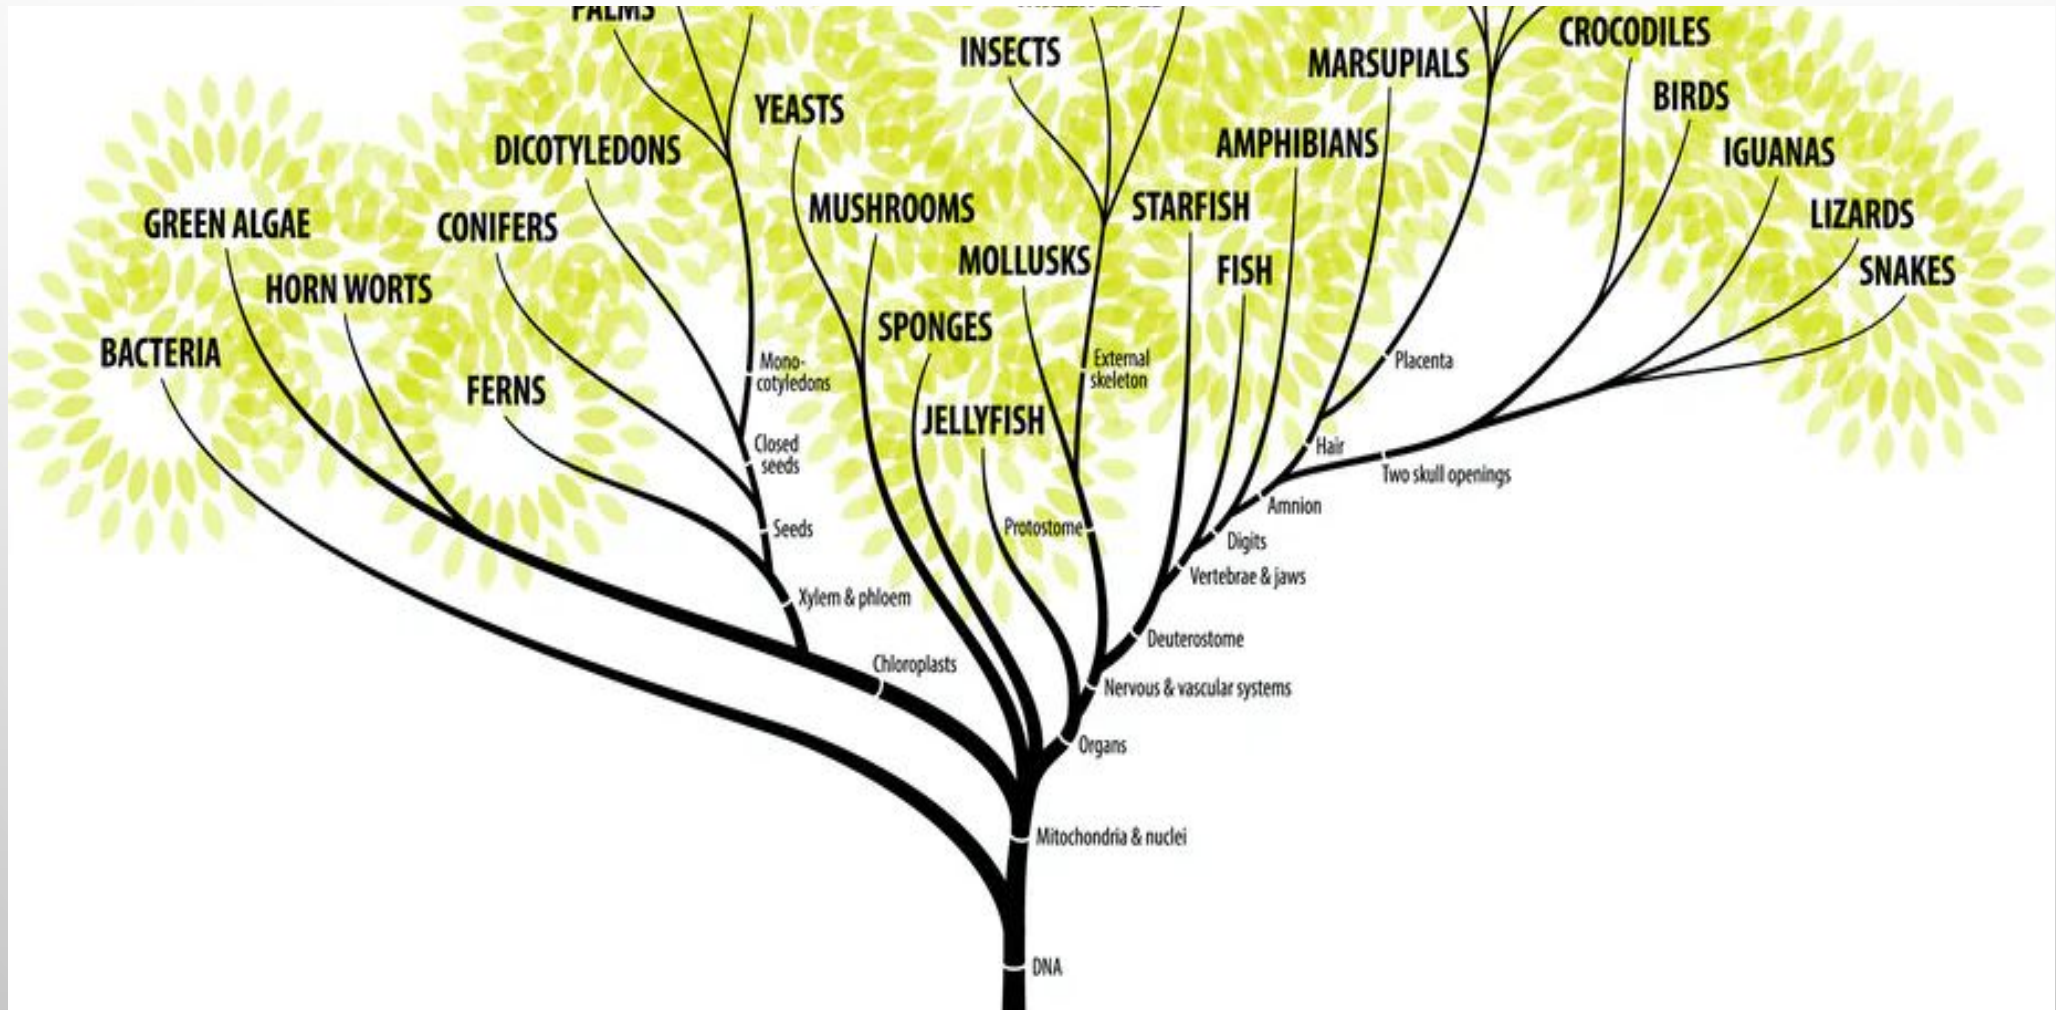 PALMS
CROCODILES
INSECTS
MARSUPIALS
BIRDS
YEASTS
DICOTYLEDONS
AMPHIBIANS
IGUANAS
GREEN ALGAE
CONIFERS
MUSHROOMS
STARFISH
LIZARDS
HORN WORTS
MOLLUSKS
FISH
SNAKES
BACTERIA
SPONGES
FERNS
JELLYFISH
Mono-
cotyledons
External
skeleton
Placenta
Closed
seeds
Hair
Two skull openings
Amnion
Seeds
Protostome
Digits
Vertebrae & jaws
Xylem & phloem
Deuterostome
Chloroplasts
Nervous & vascular systems
Organs
Mitochondria & nuclei
DNA